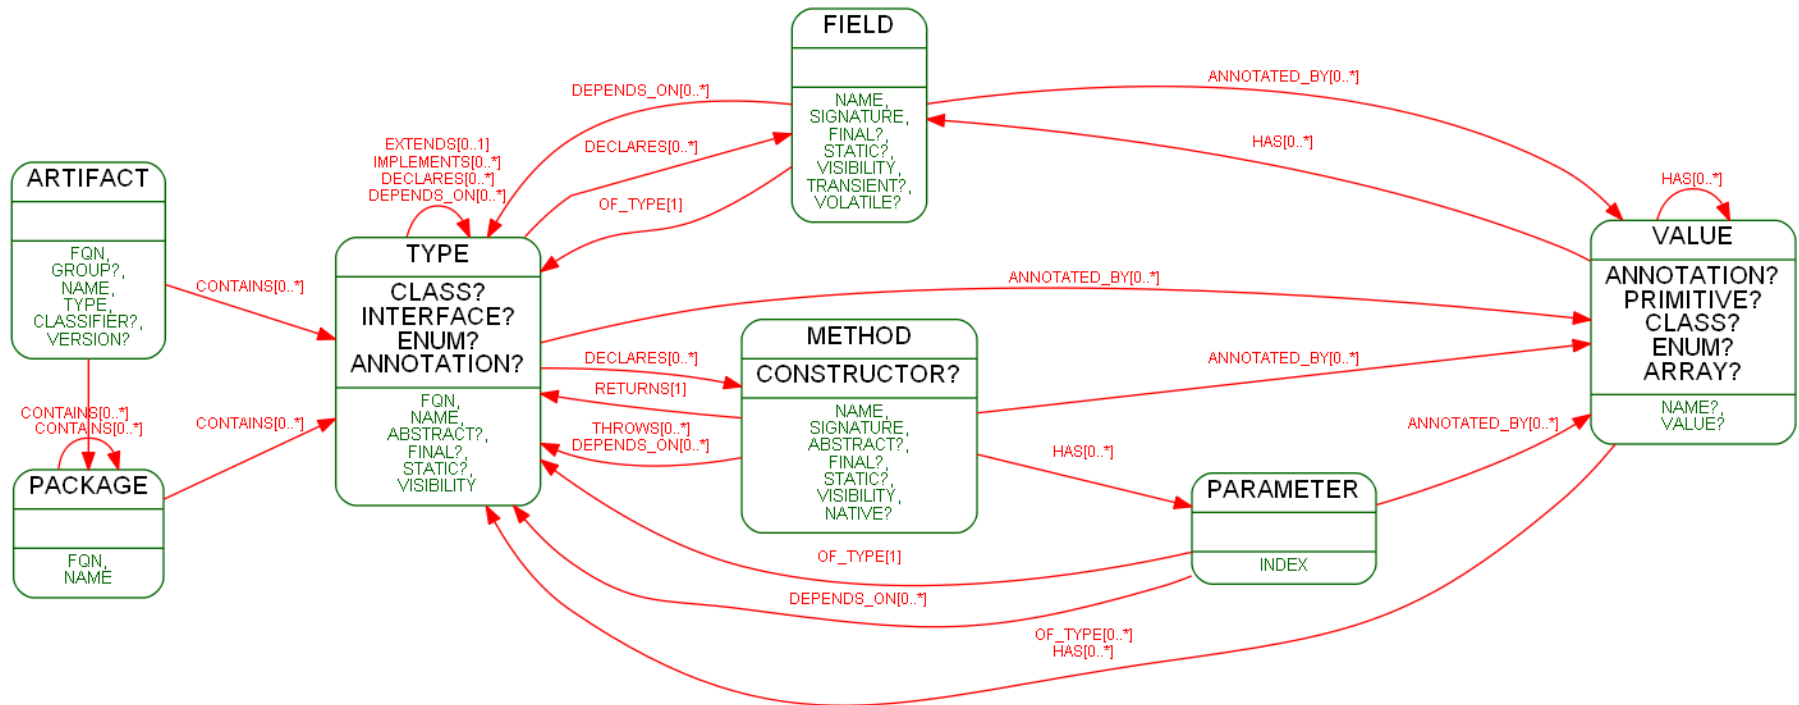 FIELD
NAME,
SIGNATURE,
FINAL?,
STATIC?,
VISIBILITY,
TRANSIENT?,
VOLATILE?
DEPENDS_ON[0..*]
DECLARES[0..*]
OF_TYPE[1]
ANNOTATED_BY[0..*]
HAS[0..*]
EXTENDS[0..1]
IMPLEMENTS[0..*]
DECLARES[0..*]
DEPENDS_ON[0..*]
ARTIFACT
FQN,
GROUP?,
NAME,
TYPE,
CLASSIFIER?,
VERSION?
CONTAINS[0..*]
TYPE
CLASS?
INTERFACE?
ENUM?
ANNOTATION?
FQN,
NAME,
ABSTRACT?,
FINAL?,
STATIC?,
VISIBILITY
ANNOTATED_BY[0..*]
HAS[0..*]
VALUE
ANNOTATION?
PRIMITIVE?
CLASS?
ENUM?
ARRAY?
NAME?,
VALUE?
DECLARES[0..*]
RETURNS[1]
THROWS[0..*]
DEPENDS_ON[0..*]
METHOD
CONSTRUCTOR?
NAME,
SIGNATURE,
ABSTRACT?,
FINAL?,
STATIC?,
VISIBILITY,
NATIVE?
ANNOTATED_BY[0..*]
ANNOTATED_BY[0..*]
HAS[0..*]
CONTAINS[0..*]
CONTAINS[0..*]
CONTAINS[0..*]
PACKAGE
FQN,
NAME
PARAMETER
INDEX
OF_TYPE[1]
DEPENDS_ON[0..*]
OF_TYPE[0..*]
HAS[0..*]